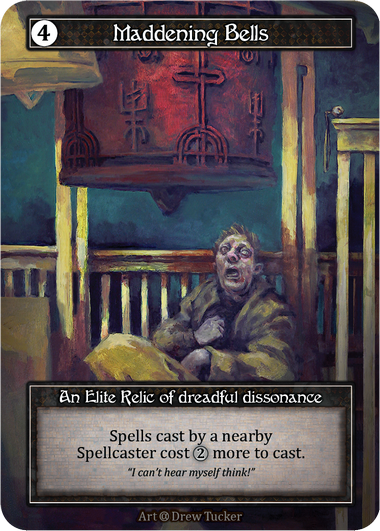 4
Maddening Bells
An Elite Relic of dreadful dissonance
Spells cast by a nearby
Spellcaster cost ② more to cast.
“I can’t hear myself think!”
Art @ Drew Tucker